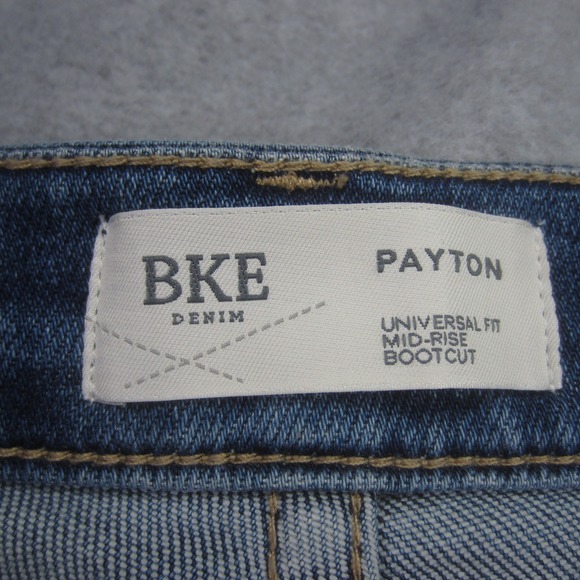 BKE
DENIM
PAYTON
UNIVERSAL FIT
MID-RISE
BOOTCUT